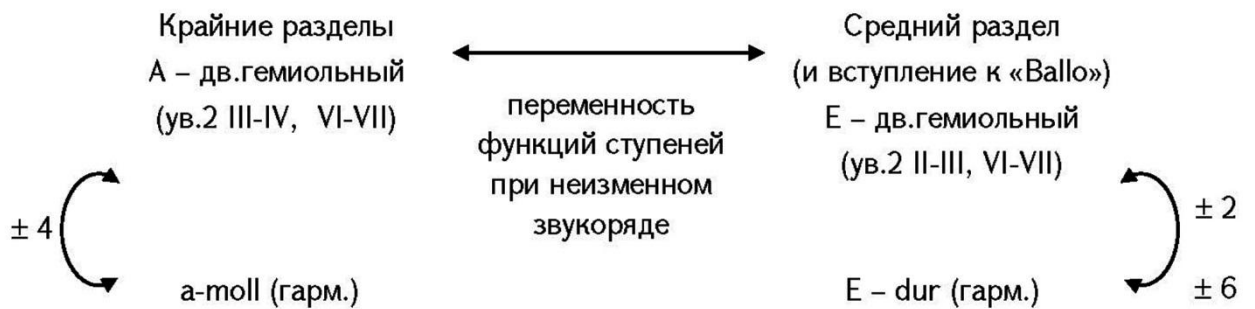 Крайние разделы
А – дв.гемиольный
(ув.2 III-IV, VI-VII)
± 4
a-moll (гарм.)
переменность
функций ступеней
при неизменном
звукоряде
Средний раздел
(и вступление к «Ballo»)
E – дв.гемиольный
(ув.2 II-III, VI-VII)
± 2
E – dur (гарм.)
± 6